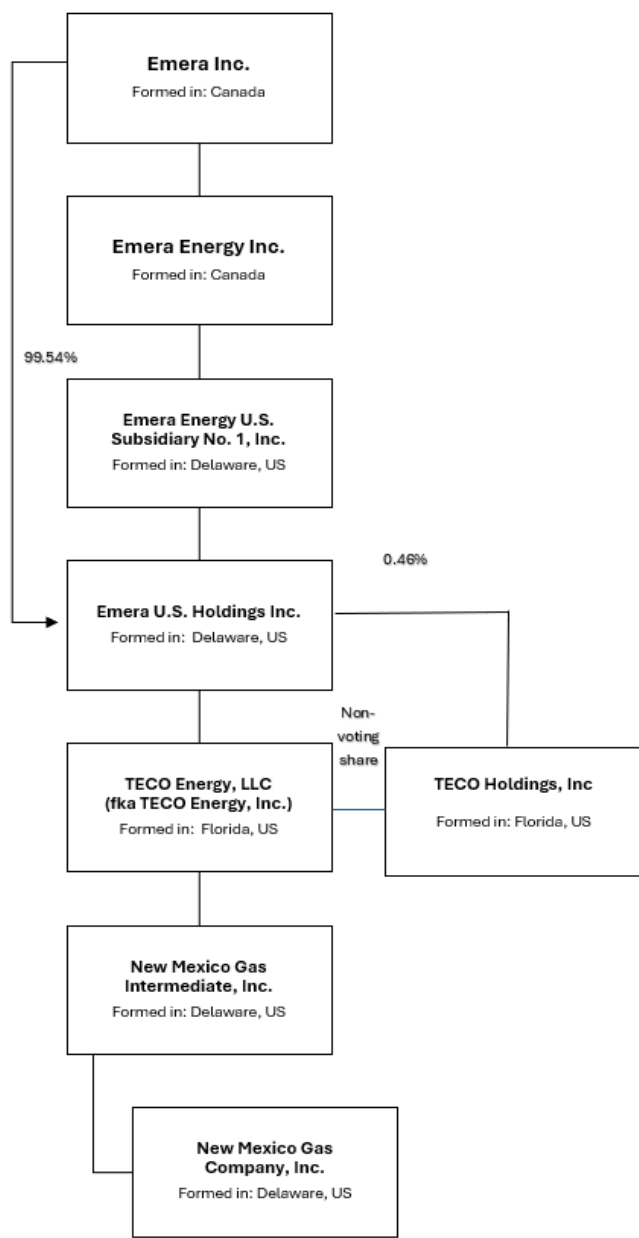 Emera Inc.
Formed in: Canada
Emera Energy Inc.
Formed in: Canada
99.54%
Emera Energy U.S.
Subsidiary No. 1, Inc.
Formed in: Delaware, US
0.46%
Emera U.S. Holdings Inc.
Formed in: Delaware, US
Non-
voting
share
TECO Energy, LLC
(fka TECO Energy, Inc.)
Formed in: Florida, US
TECO Holdings, Inc
Formed in: Florida, US
New Mexico Gas
Intermediate, Inc.
Formed in: Delaware, US
New Mexico Gas
Company, Inc.
Formed in: Delaware, US